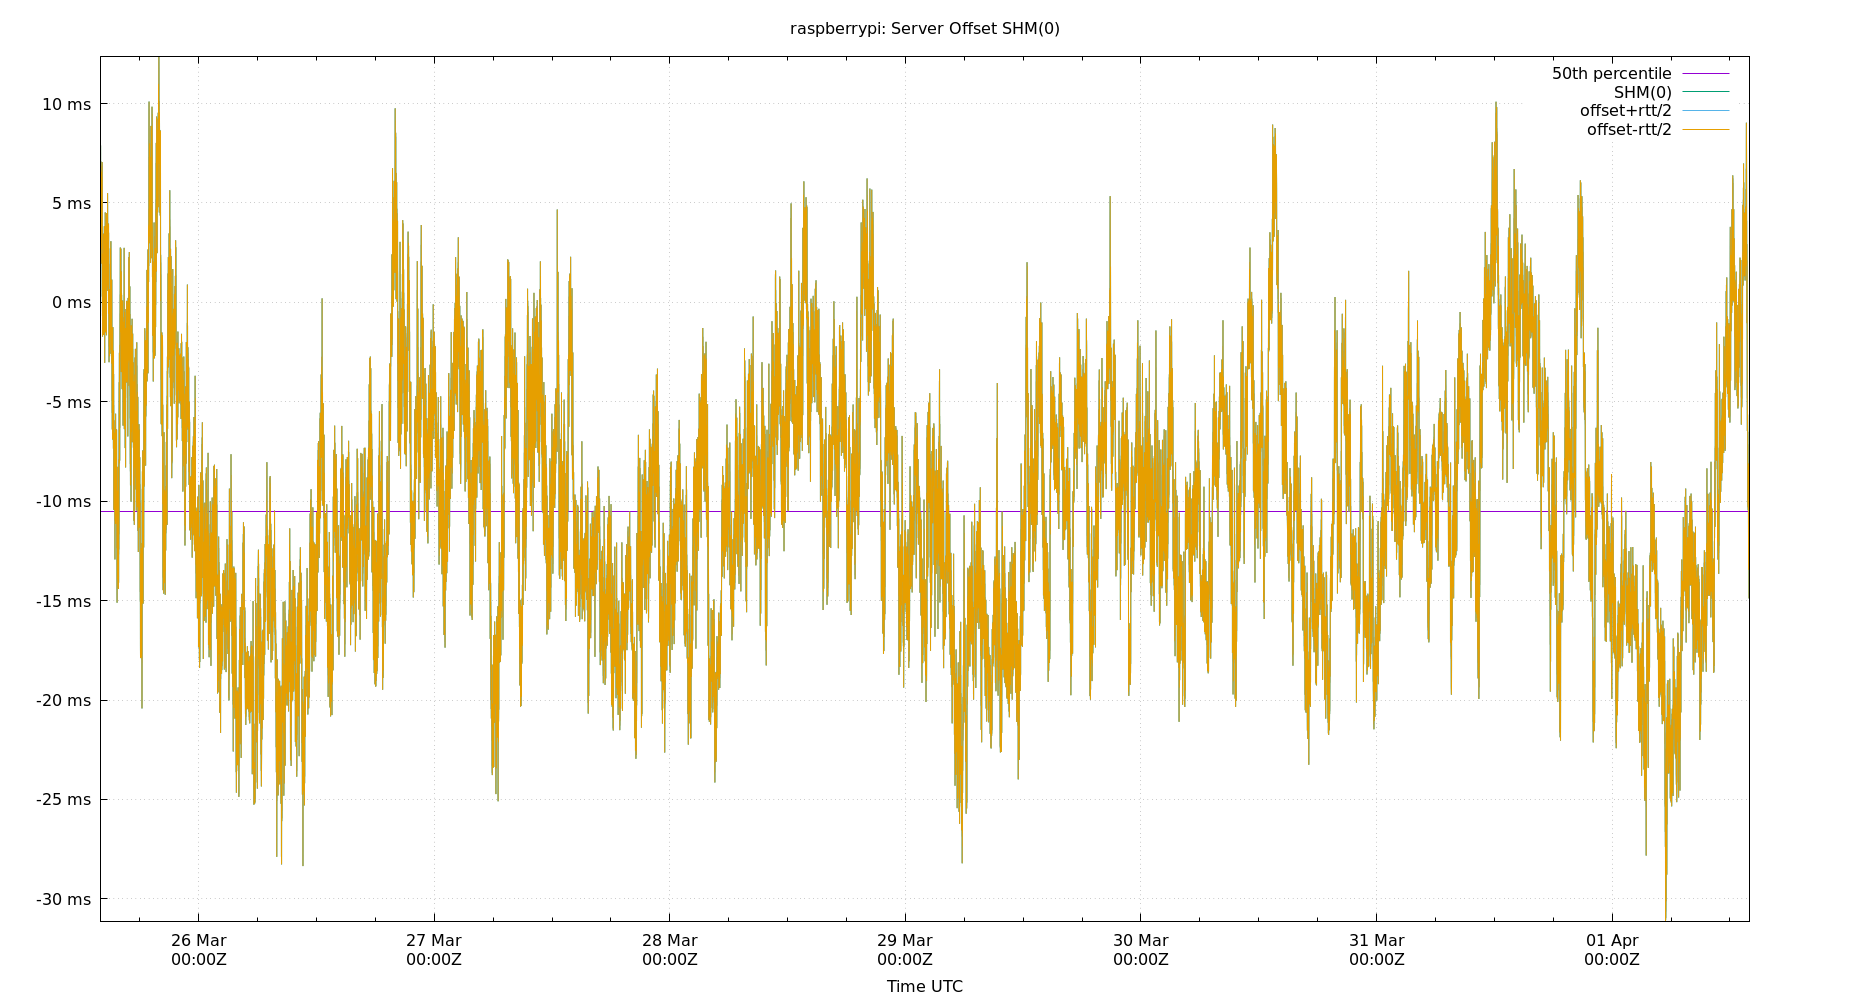 raspberrypi: Server Offset SHM(0)
50th percentile
SHM(0)
offset+rtt/2
offset-rtt/2
10 ms
5 ms
0 ms
-5 ms
-10 ms
-15 ms
-20 ms
-25 ms
-30 ms
26 Mar
00:00Z
27 Mar
00:00Z
28 Mar
00:00Z
29 Mar
00:00Z
30 Mar
00:00Z
31 Mar
00:00Z
01 Apr
00:00Z
Time UTC